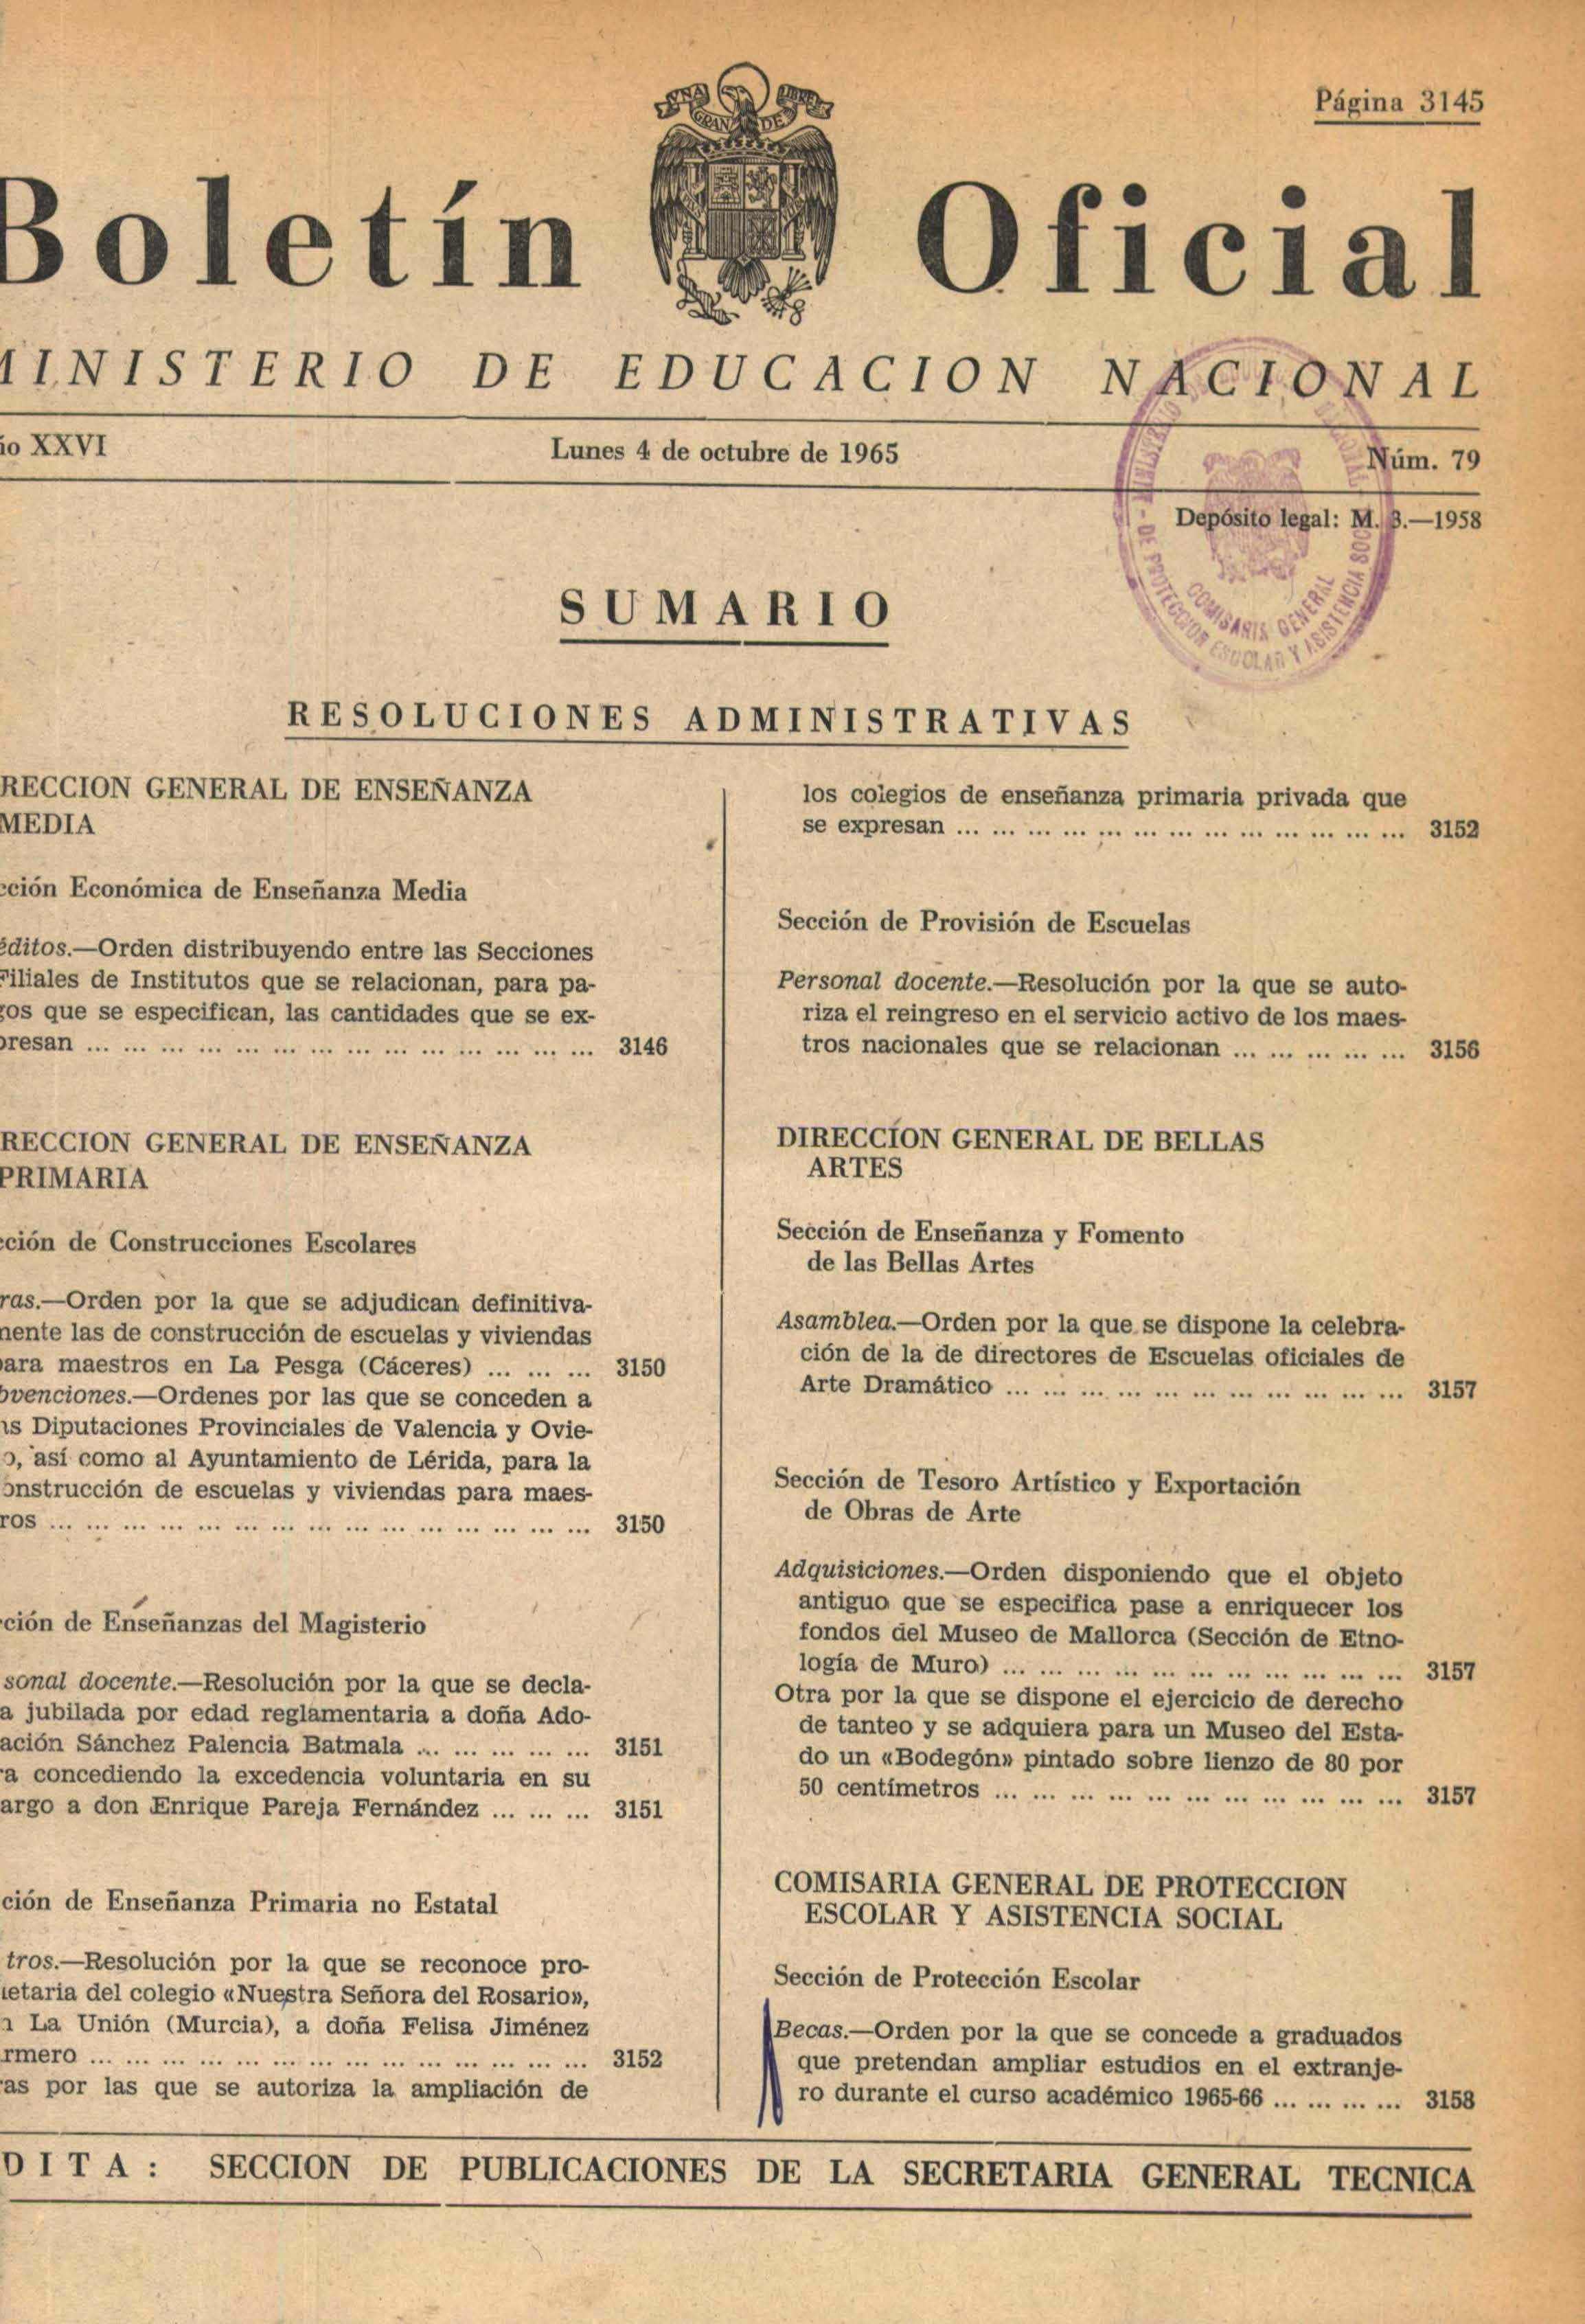 Página 3145
UNA GRANDE LIBRE
Boletín Oficial
MINISTERIO DE EDUCACION NACIONAL
ño XXVI
Lunes 4 de octubre de 1965
Núm. 79
Depósito legal: M. 3.—1958
COMISARIA GENERAL
DE PROTECCION ESCOLAR Y ASISTENCIA SOC
SUMARIO
RESOLUCIONES ADMINISTRATIVAS
RECCION GENERAL DE ENSEÑANZA
MEDIA
cción Económica de Enseñanza Media
éditos.—Orden distribuyendo entre las Secciones
Filiales de Institutos que se relacionan, para pa-
gos que se especifican, las cantidades que se ex-
presan ... ... ... ... ... ... ... ... ... ... ... ... ... ... 3146
RECCION GENERAL DE ENSEÑANZA
PRIMARIA
cción de Construcciones Escolares
ras.—Orden por la que se adjudican definitiva-
mente las de construcción de escuelas y viviendas
para maestros en La Pesga (Cáceres) ... ... ... 3150
bvenciones.—Ordenes por las que se conceden a
as Diputaciones Provinciales de Valencia y Ovie-
o, así como al Ayuntamiento de Lérida, para la
onstrucción de escuelas y viviendas para maes-
ros ... ... ... ... ... ... ... ... ... ... ... ... ... ... ... 3150
ción de Enseñanzas del Magisterio
sonal docente.—Resolución por la que se decla-
a jubilada por edad reglamentaria a doña Ado-
ación Sánchez Palencia Batmala ... ... ... ... ... 3151
ra concediendo la excedencia voluntaria en su
argo a don Enrique Pareja Fernández ... ... ... 3151
ción de Enseñanza Primaria no Estatal
tros.—Resolución por la que se reconoce pro-
ietaria del colegio «Nuestra Señora del Rosario»,
n La Unión (Murcia), a doña Felisa Jiménez
rmero ... ... ... ... ... ... ... ... ... ... ... ... ... ... 3152
ras por las que se autoriza la ampliación de
los colegios de enseñanza primaria privada que
se expresan ... ... ... ... ... ... ... ... ... ... ... ... ... 3152
Sección de Provisión de Escuelas
Personal docente.—Resolución por la que se auto-
riza el reingreso en el servicio activo de los maes-
tros nacionales que se relacionan ... ... ... ... ... 3156
DIRECCION GENERAL DE BELLAS
ARTES
Sección de Enseñanza y Fomento
de las Bellas Artes
Asamblea.—Orden por la que se dispone la celebra-
ción de la de directores de Escuelas oficiales de
Arte Dramático ... ... ... ... ... ... ... ... ... ... ... 3157
Sección de Tesoro Artístico y Exportación
de Obras de Arte
Adquisiciones.—Orden disponiendo que el objeto
antiguo que se especifica pase a enriquecer los
fondos del Museo de Mallorca (Sección de Etno-
logía de Muro) ... ... ... ... ... ... ... ... ... ... ... 3157
Otra por la que se dispone el ejercicio de derecho
de tanteo y se adquiera para un Museo del Esta-
do un «Bodegón» pintado sobre lienzo de 80 por
50 centímetros ... ... ... ... ... ... ... ... ... ... ... 3157
COMISARIA GENERAL DE PROTECCION
ESCOLAR Y ASISTENCIA SOCIAL
Sección de Protección Escolar
Becas.—Orden por la que se concede a graduados
que pretendan ampliar estudios en el extranje-
ro durante el curso académico 1965-66 ... ... ... ... 3158
DITA: SECCION DE PUBLICACIONES DE LA SECRETARIA GENERAL TECNICA